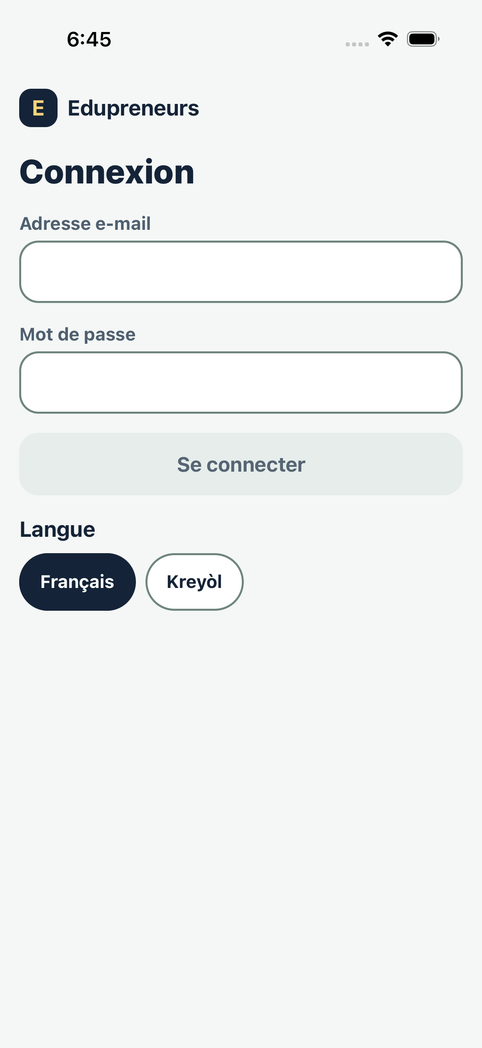 6:45
E Edupreneurs
Connexion
Adresse e-mail
Mot de passe
Se connecter
Langue
Français Kreyòl